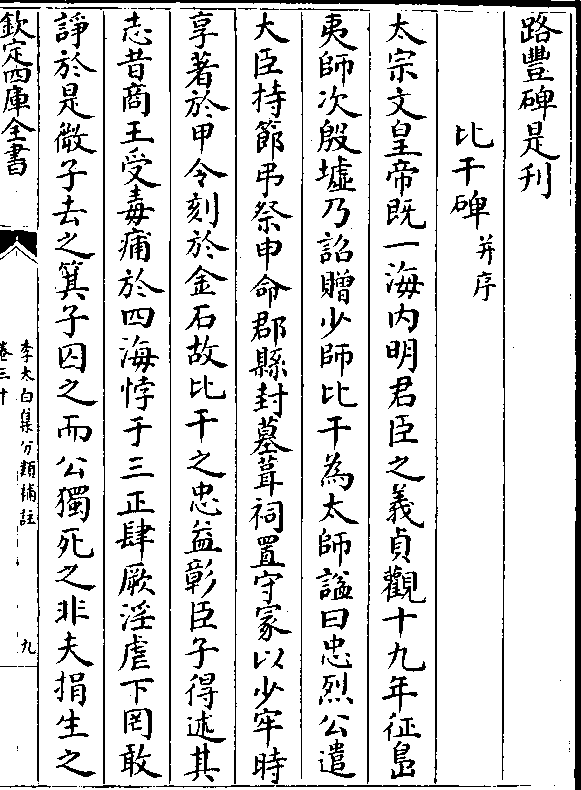 路豐碑是刊
比干碑并序
太宗文皇帝既一海内明君臣之義貞觀十九年征島
夷師次殷墟乃詔贈少師比干為太師諡曰忠烈公遣
大臣持節弔祭申命郡縣封墓葺祠置守冢以少牢時
享著於甲令刻於金石故比干之忠益彰臣子得述其
志昔商王受毒痡於四海悖于三正肆厥淫虐下罔敢
諍於是微子去之箕子囚之而公獨死之非夫捐生之
欽定四庫全書
李太白集分類補註
卷三十
九